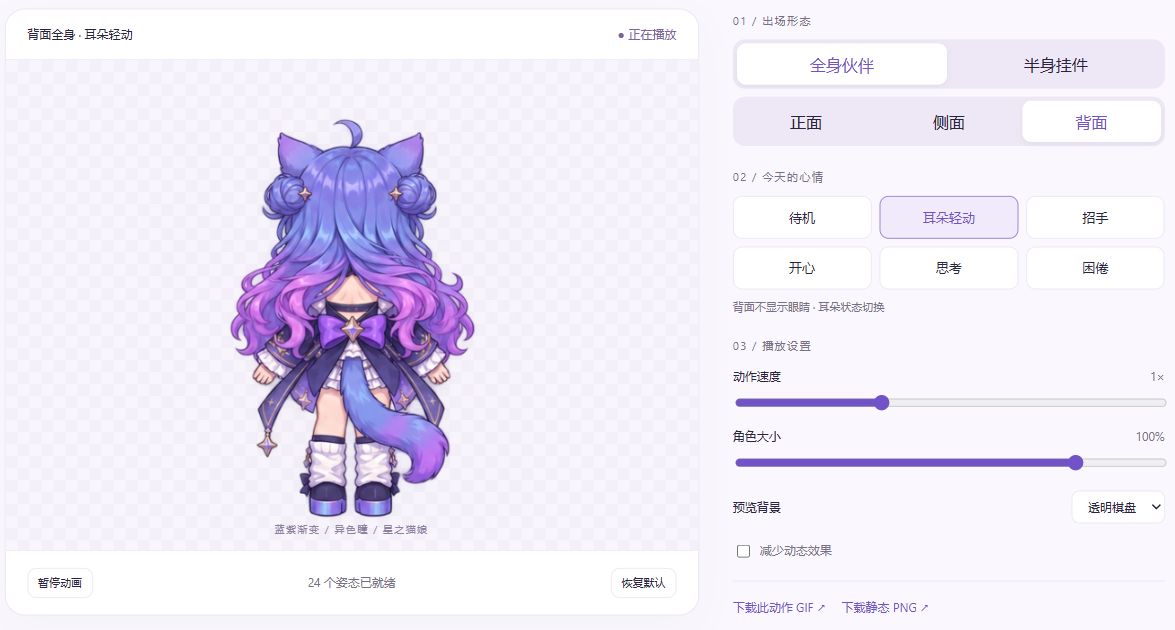 背面全身 · 耳朵轻动
● 正在播放
蓝紫渐变 / 异色瞳 / 星之猫娘
暂停动画
24 个姿态已就绪
恢复默认
01 / 出场形态
全身伙伴
半身挂件
正面
侧面
背面
02 / 今天的心情
待机
耳朵轻动
招手
开心
思考
困倦
背面不显示眼睛 · 耳朵状态切换
03 / 播放设置
动作速度
1×
角色大小
100%
预览背景
透明棋盘
减少动态效果
下载此动作 GIF ↗
下载静态 PNG ↗